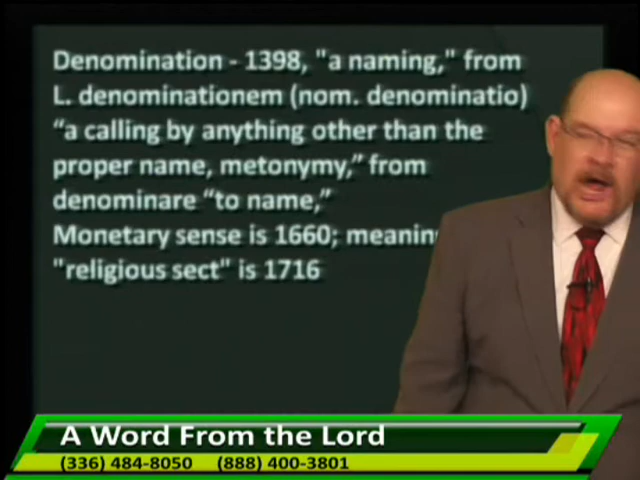 Denomination - 1398, "a naming," from
L. denominationem (nom. denominatio)
“a calling by anything other than the
proper name, metonymy,” from
denominare “to name,”
Monetary sense is 1660; meaning
"religious sect" is 1716
A Word From the Lord
(336) 484-8050 (888) 400-3801